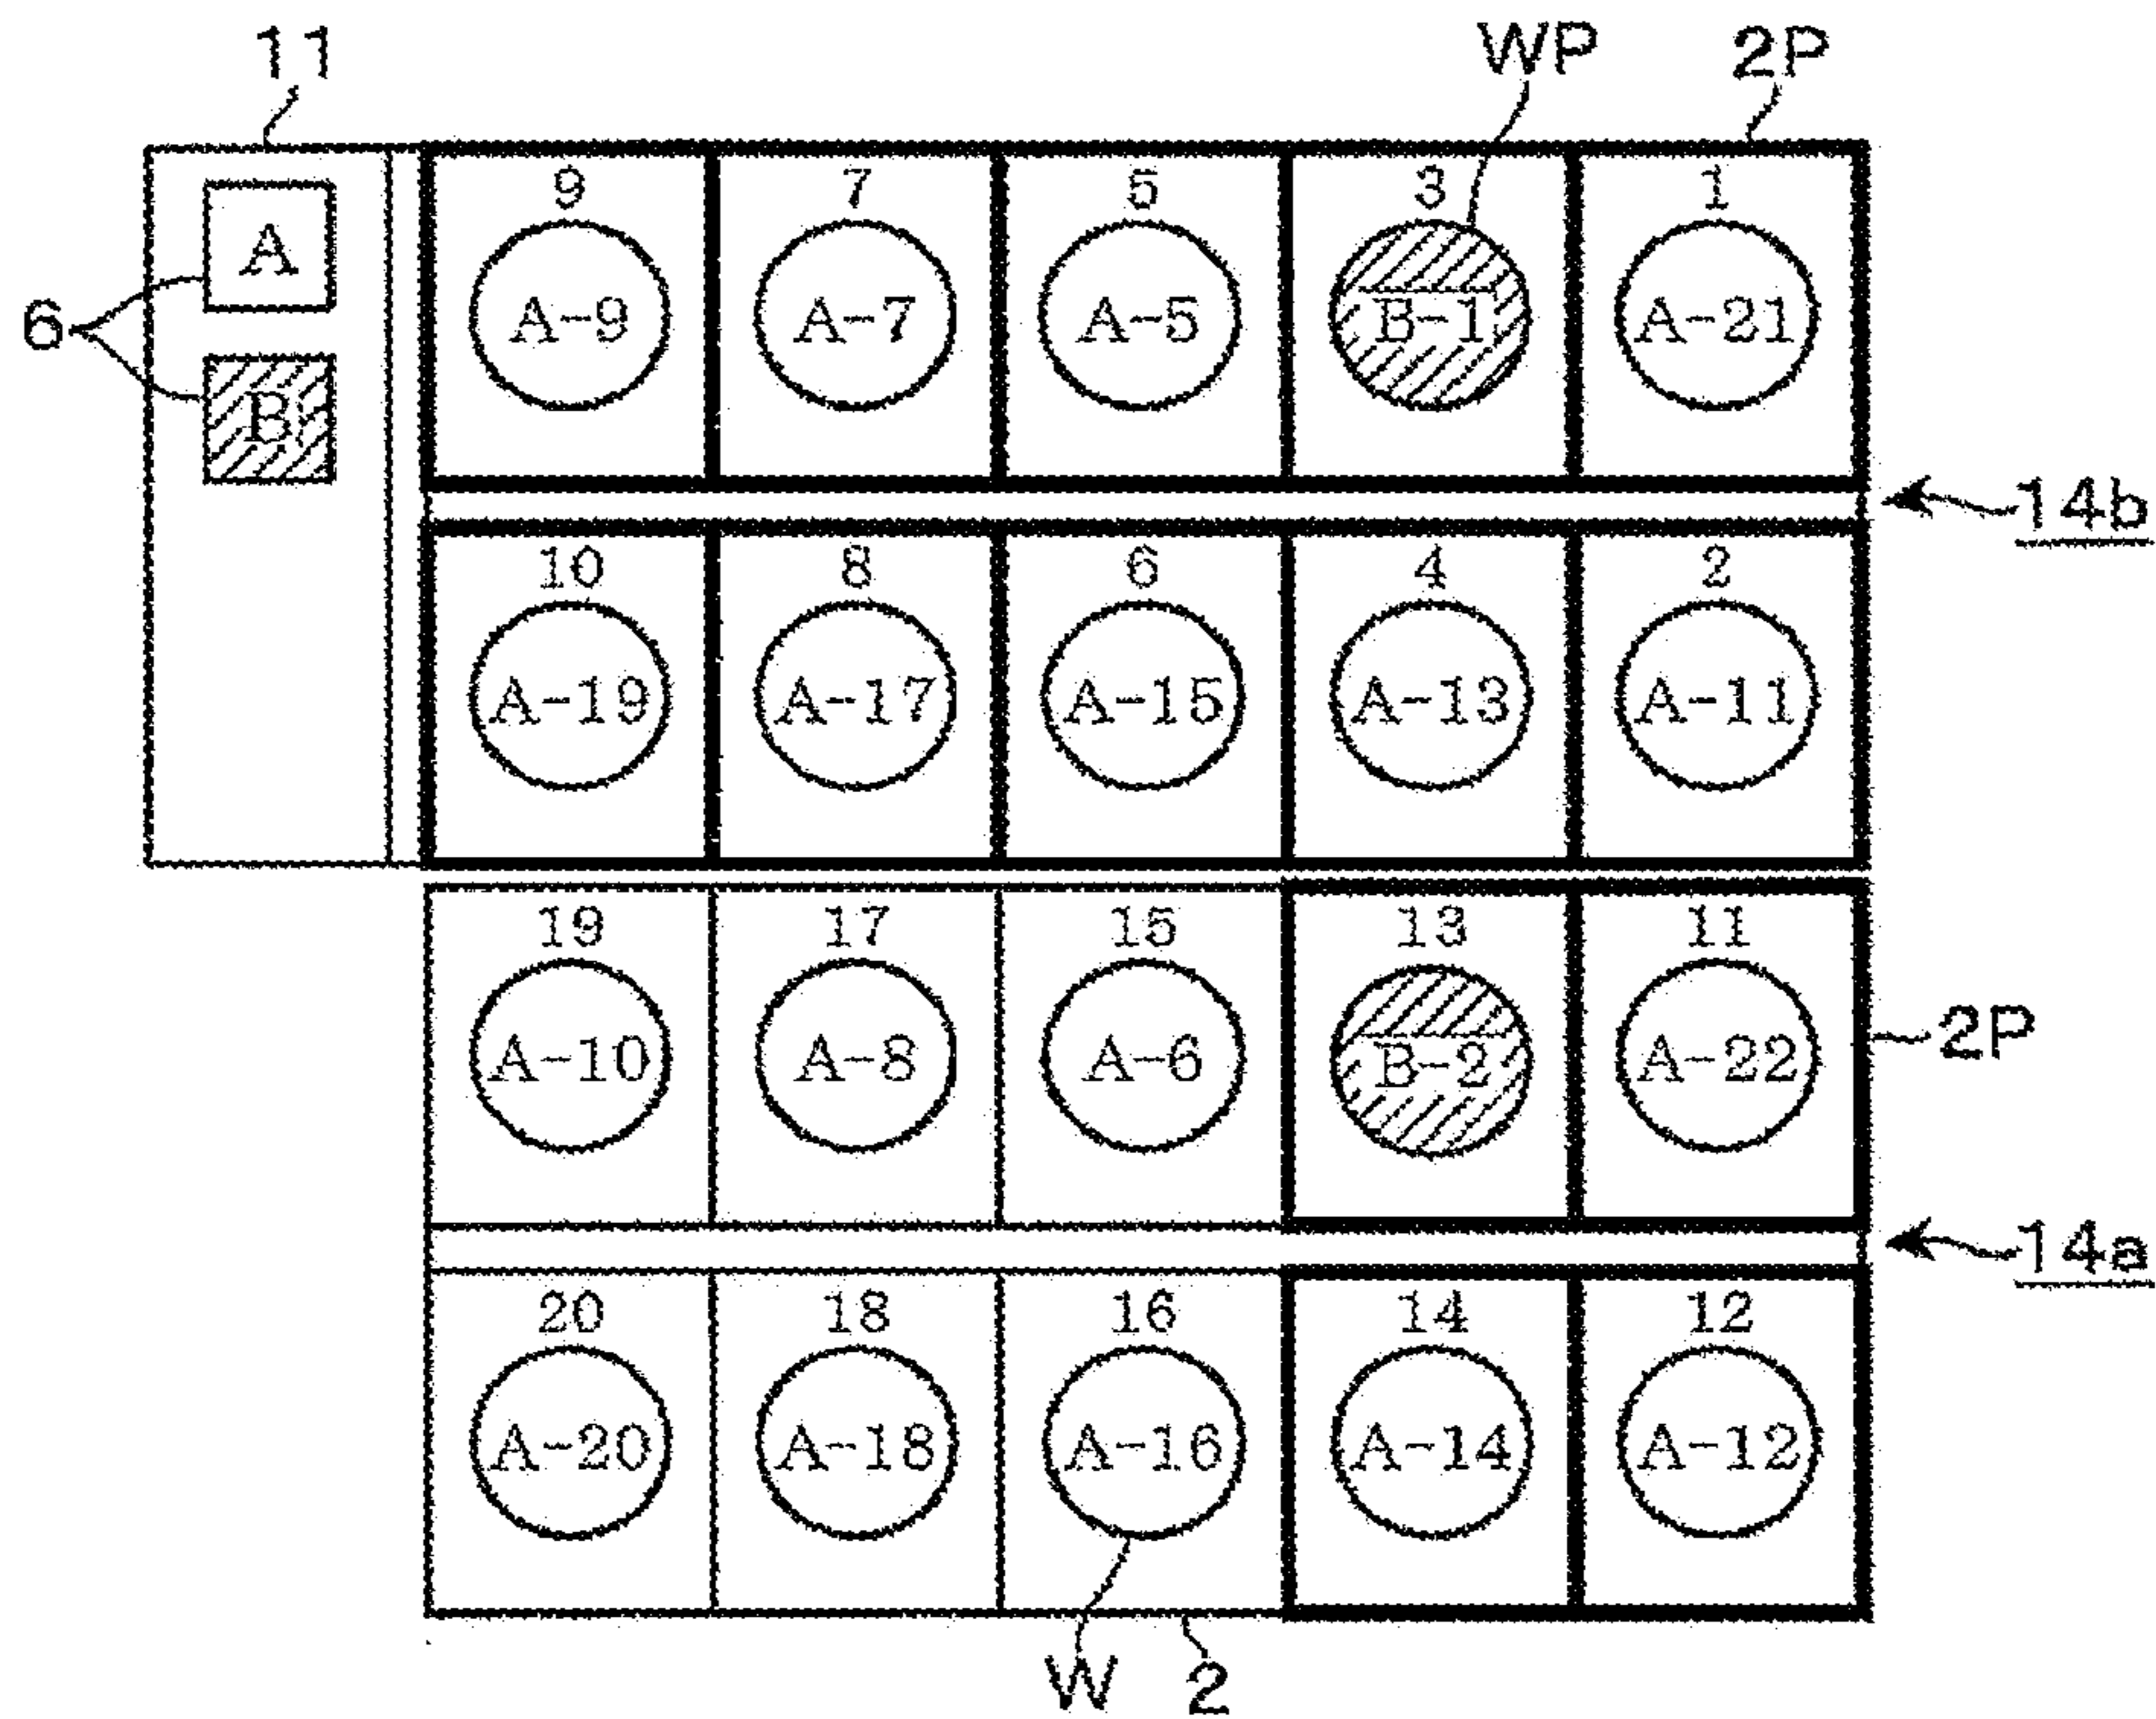 11 WP 2P
9 7 5 3 1
A
A-9 A-7 A-5 B-1 A-21
6
B
14b
10 8 6 4 2
A-19 A-17 A-15 A-13 A-11
19 17 15 13 11
A-10 A-8 A-6 B-2 A-22
2P
14a
20 18 16 14 12
A-20 A-18 A-16 A-14 A-12
W 2